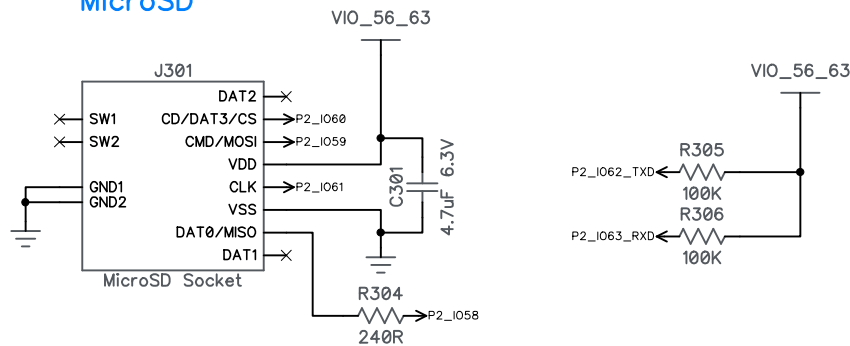 MicroSD
VIO_56_63
J301
DAT2
SW1
CD/DAT3/CS
P2_IO60
SW2
CMD/MOSI
P2_IO59
VDD
GND1
CLK
P2_IO61
GND2
VSS
DAT0/MISO
DAT1
MicroSD Socket
C301
4.7uF 6.3V
R304
P2_IO58
240R
VIO_56_63
R305
P2_IO62_TXD
100K
R306
P2_IO63_RXD
100K